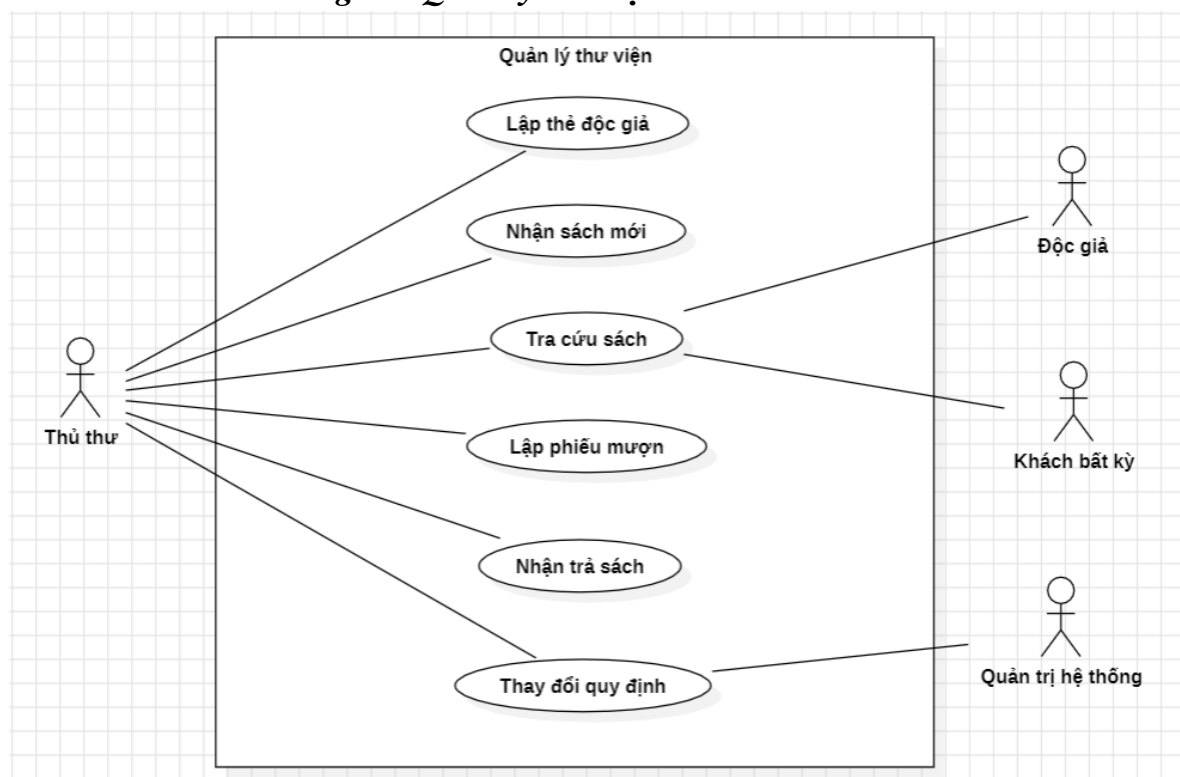 Quản lý thư viện
Lập thẻ độc giả
Nhận sách mới
Độc giả
Tra cứu sách
Thủ thư
Lập phiếu mượn
Khách bất kỳ
Nhận trả sách
Thay đổi quy định
Quản trị hệ thống